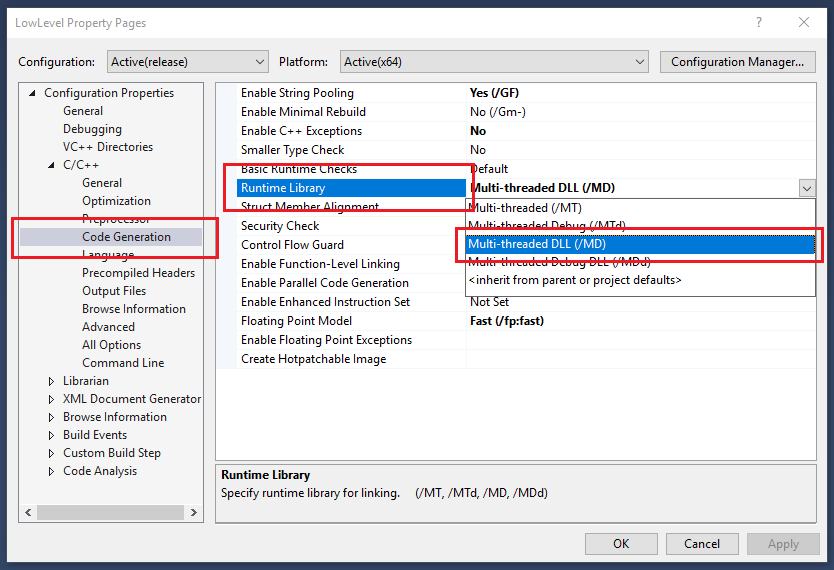 LowLevel Property Pages
Configuration: Active(release) Platform: Active(x64) Configuration Manager...
Configuration Properties
General
Debugging
VC++ Directories
C/C++
General
Optimization
Preprocessor
Code Generation
Language
Precompiled Headers
Output Files
Browse Information
Advanced
All Options
Command Line
Librarian
XML Document Generator
Browse Information
Build Events
Custom Build Step
Code Analysis
Enable String Pooling Yes (/GF)
Enable Minimal Rebuild No (/Gm-)
Enable C++ Exceptions No
Smaller Type Check No
Basic Runtime Checks Default
Runtime Library Multi-threaded DLL (/MD)
Struct Member Alignment
Security Check
Control Flow Guard
Enable Function-Level Linking
Enable Parallel Code Generation
Enable Enhanced Instruction Set Not Set
Floating Point Model Fast (/fp:fast)
Enable Floating Point Exceptions
Create Hotpatchable Image
Multi-threaded (/MT)
Multi-threaded Debug (/MTd)
Multi-threaded DLL (/MD)
Multi-threaded Debug DLL (/MDd)
<inherit from parent or project defaults>
Runtime Library
Specify runtime library for linking. (/MT, /MTd, /MD, /MDd)
OK Cancel Apply